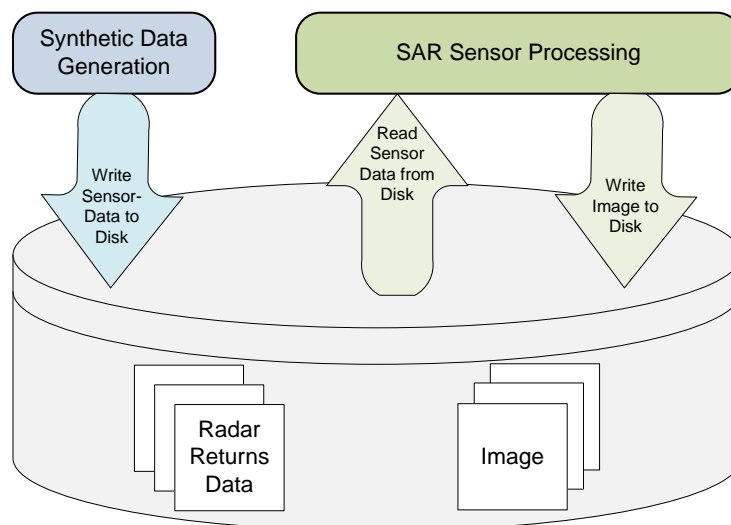 Synthetic Data
Generation
SAR Sensor Processing
Write
Sensor-
Data to
Disk
Read
Sensor
Data from
Disk
Write
Image to
Disk
Radar
Returns
Data
Image